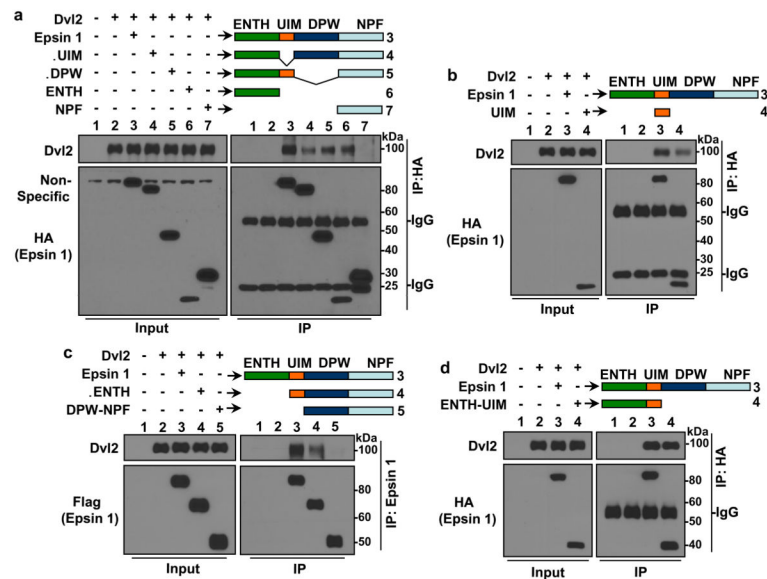 a
Dvl2 - + + + + + +
Epsin 1 - - + - - - -
.UIM - - - + - - -
.DPW - - - - + - -
ENTH - - - - - + -
NPF - - - - - - +
ENTH UIM DPW NPF
3
4
5
6
7
1 2 3 4 5 6 7
1 2 3 4 5 6 7
kDa
Dvl2
100
Non-Specific
HA (Epsin 1)
80
60
50
40
30
25
IgG
IgG
IP:HA
Input
IP
b
Dvl2 - + + +
Epsin 1 - - + -
UIM - - - +
ENTH UIM DPW NPF
3
4
1 2 3 4
1 2 3 4
kDa
Dvl2
100
HA (Epsin 1)
80
60
50
40
30
25
IgG
IgG
IP: HA
Input
IP
c
Dvl2 - + + + +
Epsin 1 - - + - -
.ENTH - - - + -
DPW-NPF - - - - +
ENTH UIM DPW NPF
3
4
5
1 2 3 4 5
1 2 3 4 5
kDa
Dvl2
100
Flag (Epsin 1)
80
60
50
IP: Epsin 1
Input
IP
d
Dvl2 - + + +
Epsin 1 - - + -
ENTH-UIM - - - +
ENTH UIM DPW NPF
3
4
1 2 3 4
1 2 3 4
kDa
Dvl2
100
HA (Epsin 1)
80
60
50
40
IgG
IP: HA
Input
IP